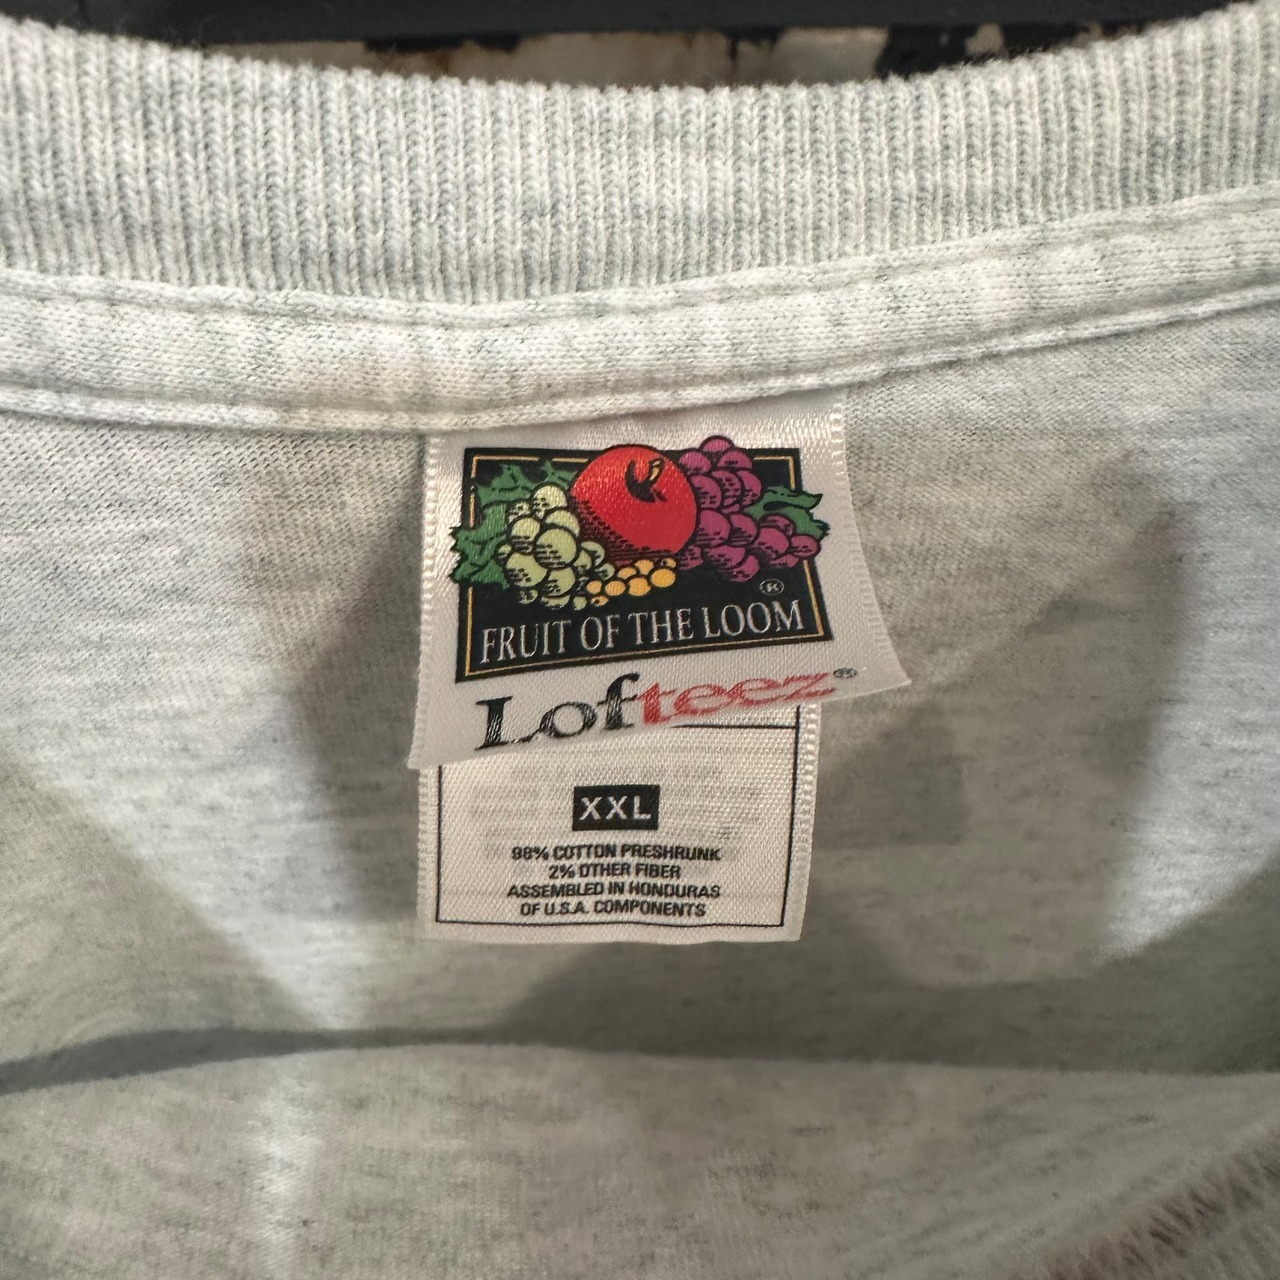 ®
FRUIT OF THE LOOM
Lofteez®
XXL
98% COTTON PRESHRUNK
2% OTHER FIBER
ASSEMBLED IN HONDURAS
OF U.S.A. COMPONENTS